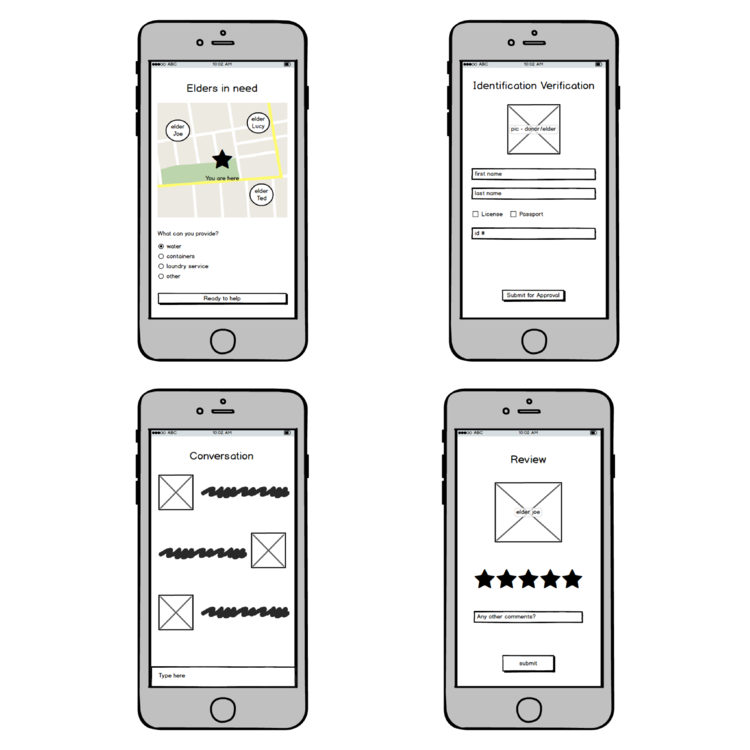 ABC 10:02 AM
Elders in need
elder
Joe
elder
Lucy
You are here
elder
Ted
What can you provide?
water
containers
laundry service
other
Ready to help
ABC 10:02 AM
Identification Verification
pic - donor/elder
first name
last name
License Passport
id #
Submit for Approval
ABC 10:02 AM
Conversation
Type here
ABC 10:02 AM
Review
elder joe
Any other comments?
submit